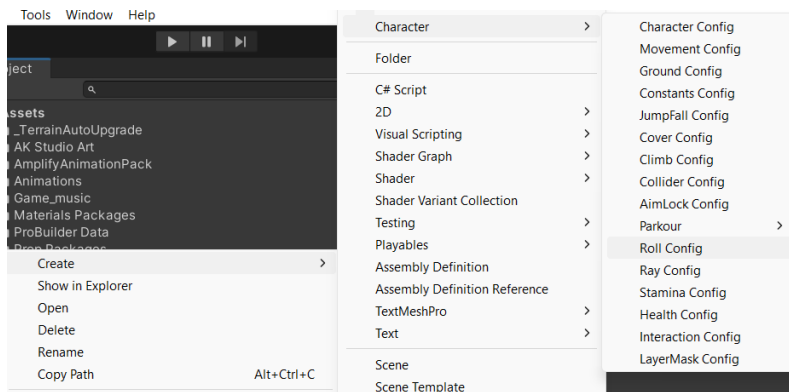 Tools Window Help
ject
Assets
_TerrainAutoUpgrade
AK Studio Art
AmplifyAnimationPack
Animations
Game_music
Materials Packages
ProBuilder Data
Prop Packages
Create
Show in Explorer
Open
Delete
Rename
Copy Path Alt+Ctrl+C
Character
Folder
C# Script
2D
Visual Scripting
Shader Graph
Shader
Shader Variant Collection
Testing
Playables
Assembly Definition
Assembly Definition Reference
TextMeshPro
Text
Scene
Scene Template
Character Config
Movement Config
Ground Config
Constants Config
JumpFall Config
Cover Config
Climb Config
Collider Config
AimLock Config
Parkour
Roll Config
Ray Config
Stamina Config
Health Config
Interaction Config
LayerMask Config